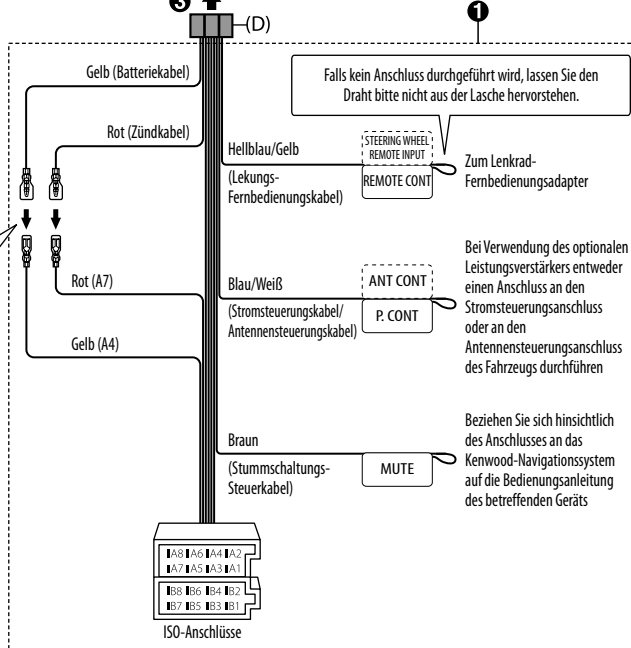 ❸
(D)
❶
Gelb (Batteriekabel)
Falls kein Anschluss durchgeführt wird, lassen Sie den
Draht bitte nicht aus der Lasche hervorstehen.
Rot (Zündkabel)
Hellblau/Gelb
(Lekungs-
Fernbedienungskabel)
STEERING WHEEL
REMOTE INPUT
REMOTE CONT
Zum Lenkrad-
Fernbedienungsadapter
Rot (A7)
Blau/Weiß
(Stromsteuerungskabel/
Antennensteuerungskabel)
ANT CONT
P. CONT
Bei Verwendung des optionalen
Leistungsverstärkers entweder
einen Anschluss an den
Stromsteuerungsanschluss
oder an den
Antennensteuerungsanschluss
des Fahrzeugs durchführen
Gelb (A4)
Braun
(Stummschaltungs-
Steuerkabel)
MUTE
Beziehen Sie sich hinsichtlich
des Anschlusses an das
Kenwood-Navigationssystem
auf die Bedienungsanleitung
des betreffenden Geräts
A8 A6 A4 A2
A7 A5 A3 A1
B8 B6 B4 B2
B7 B5 B3 B1
ISO-Anschlüsse